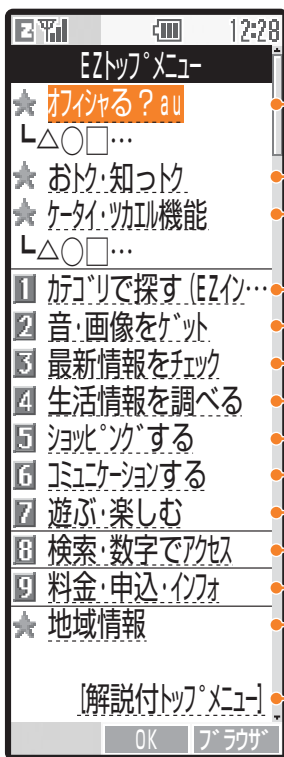 12:28
EZトップメニュー
★ オフィシャる?au
┗△○□…
★ おトク・知っトク
★ ケータイ・ツカエル機能
┗△○□…
1 カテゴリで探す(EZイン…
2 音・画像をゲット
3 最新情報をチェック
4 生活情報を調べる
5 ショッピングする
6 コミュニケーションする
7 遊ぶ・楽しむ
8 検索・数字でアクセス
9 料金・申込・インフォ
★ 地域情報
[解説付トップメニュー]
OK ブラウザ